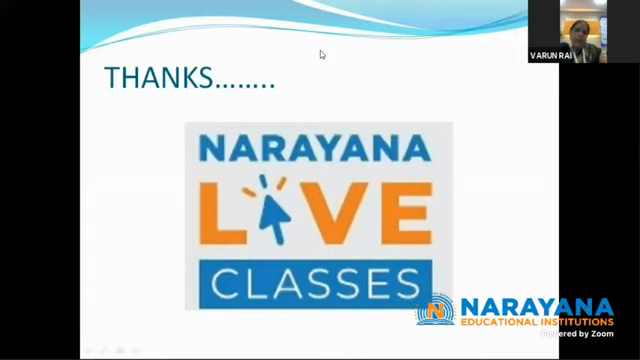 VARUN RAI
THANKS........
NARAYANA
LIVE
CLASSES
NARAYANA
EDUCATIONAL INSTITUTIONS
Powered by Zoom